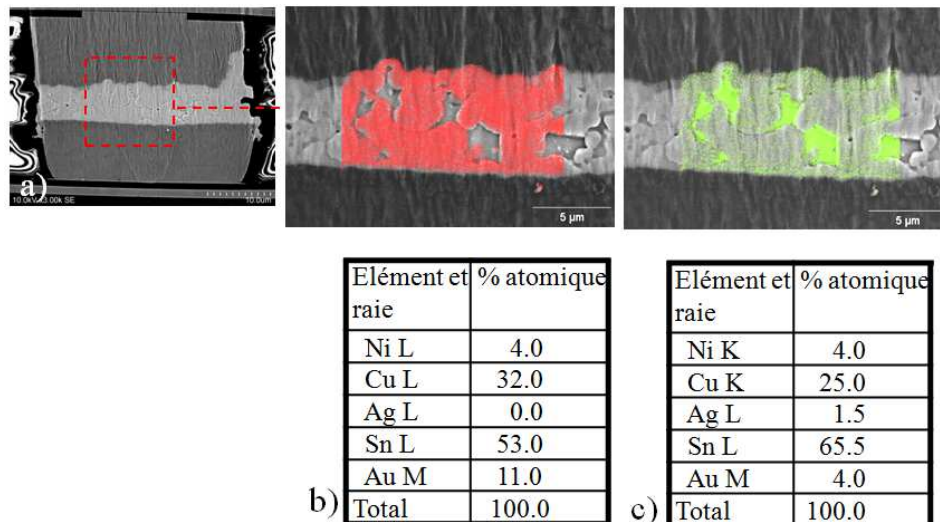 a)
10.0kV x3.00k SE
10.0um
5 µm
5 µm
Elément et raie % atomique
Ni L 4.0
Cu L 32.0
Ag L 0.0
Sn L 53.0
Au M 11.0
Total 100.0
b)
Elément et raie % atomique
Ni K 4.0
Cu K 25.0
Ag L 1.5
Sn L 65.5
Au M 4.0
Total 100.0
c)